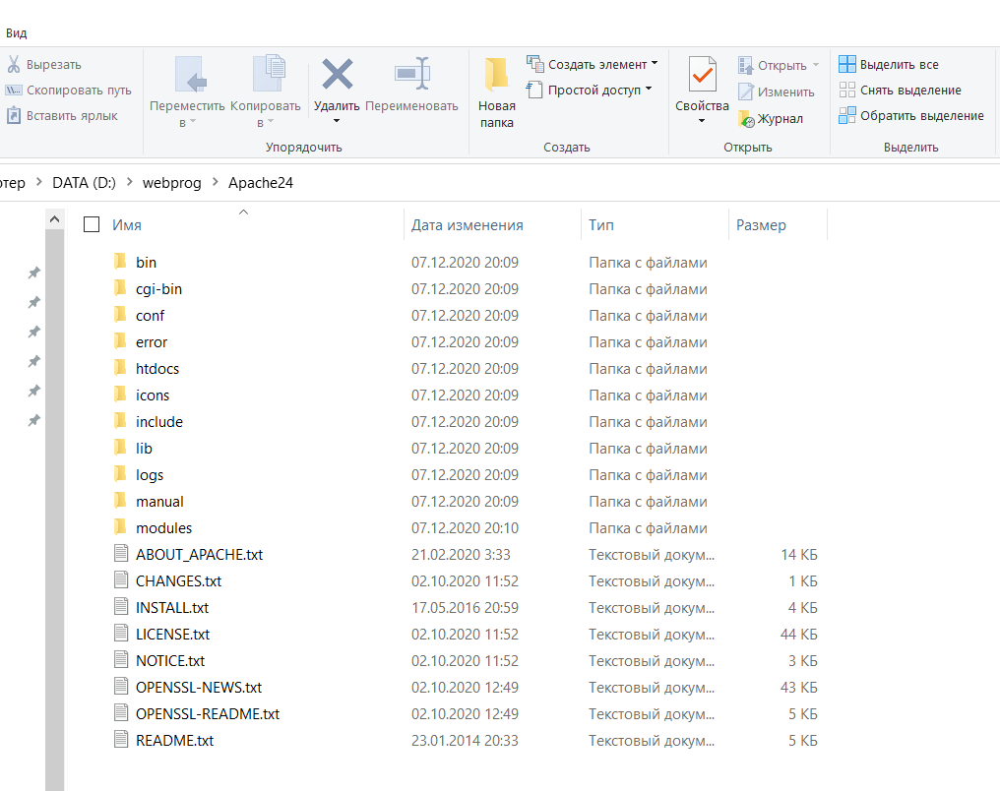 Вид
Вырезать
Скопировать путь
Вставить ярлык
Переместить в
Копировать в
Удалить
Переименовать
Упорядочить
Новая папка
Создать элемент
Простой доступ
Создать
Свойства
Открыть
Изменить
Журнал
Открыть
Выделить все
Снять выделение
Обратить выделение
Выделить
ютер > DATA (D:) > webprog > Apache24
Имя Дата изменения Тип Размер
bin 07.12.2020 20:09 Папка с файлами
cgi-bin 07.12.2020 20:09 Папка с файлами
conf 07.12.2020 20:09 Папка с файлами
error 07.12.2020 20:09 Папка с файлами
htdocs 07.12.2020 20:09 Папка с файлами
icons 07.12.2020 20:09 Папка с файлами
include 07.12.2020 20:09 Папка с файлами
lib 07.12.2020 20:09 Папка с файлами
logs 07.12.2020 20:09 Папка с файлами
manual 07.12.2020 20:09 Папка с файлами
modules 07.12.2020 20:10 Папка с файлами
ABOUT_APACHE.txt 21.02.2020 3:33 Текстовый докум... 14 КБ
CHANGES.txt 02.10.2020 11:52 Текстовый докум... 1 КБ
INSTALL.txt 17.05.2016 20:59 Текстовый докум... 4 КБ
LICENSE.txt 02.10.2020 11:52 Текстовый докум... 44 КБ
NOTICE.txt 02.10.2020 11:52 Текстовый докум... 3 КБ
OPENSSL-NEWS.txt 02.10.2020 12:49 Текстовый докум... 43 КБ
OPENSSL-README.txt 02.10.2020 12:49 Текстовый докум... 5 КБ
README.txt 23.01.2014 20:33 Текстовый докум... 5 КБ